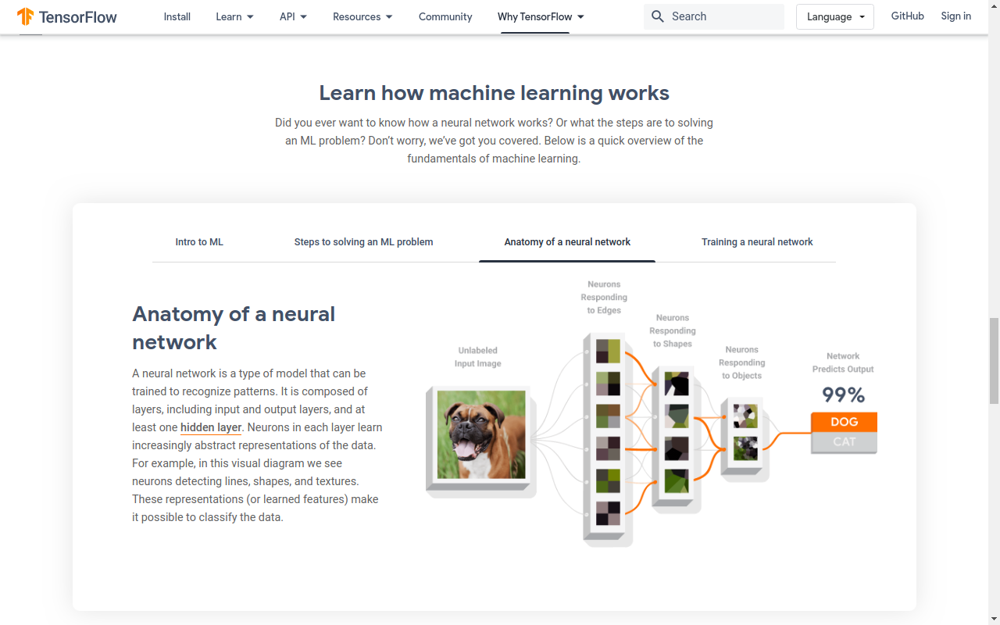 TensorFlow
Install
Learn
API
Resources
Community
Why TensorFlow
Search
Language
GitHub
Sign in
Learn how machine learning works
Did you ever want to know how a neural network works? Or what the steps are to solving
an ML problem? Don’t worry, we’ve got you covered. Below is a quick overview of the
fundamentals of machine learning.
Intro to ML
Steps to solving an ML problem
Anatomy of a neural network
Training a neural network
Anatomy of a neural
network
A neural network is a type of model that can be
trained to recognize patterns. It is composed of
layers, including input and output layers, and at
least one hidden layer. Neurons in each layer learn
increasingly abstract representations of the data.
For example, in this visual diagram we see
neurons detecting lines, shapes, and textures.
These representations (or learned features) make
it possible to classify the data.
Unlabeled
Input Image
Neurons
Responding
to Edges
Neurons
Responding
to Shapes
Neurons
Responding
to Objects
Network
Predicts Output
99%
DOG
CAT